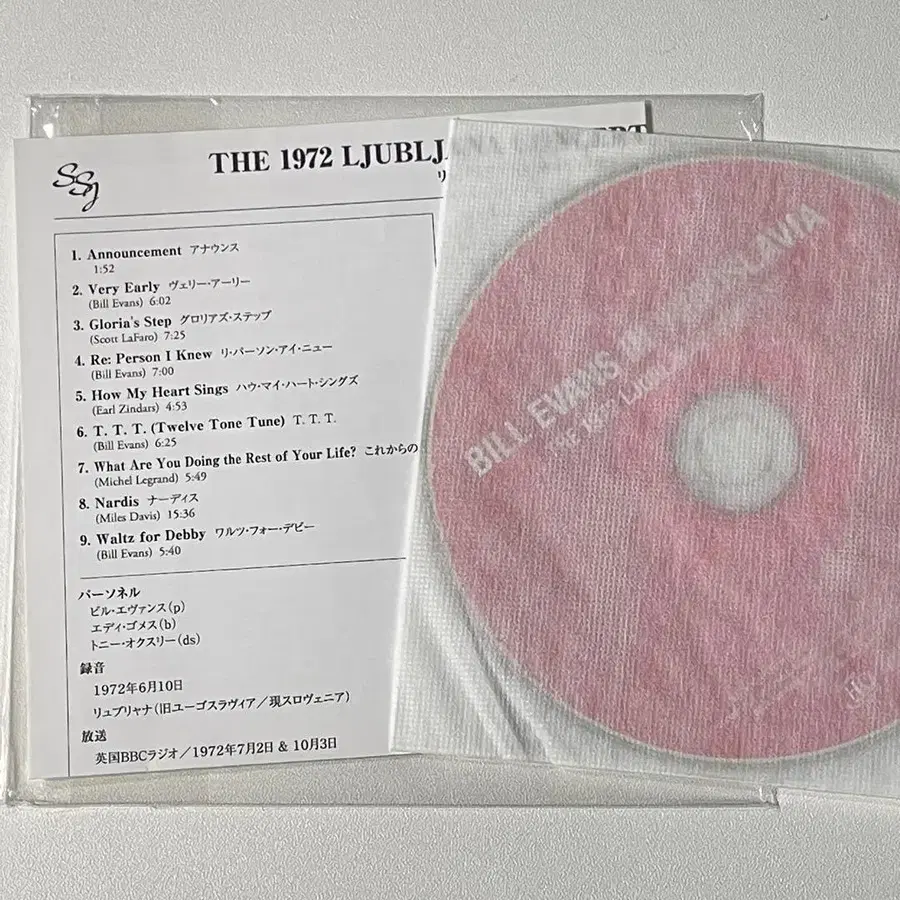 SSJ
THE 1972 LJUBLJANA CONCERT
リ
1. Announcement アナウンス
1:52
2. Very Early ヴェリー・アーリー
(Bill Evans) 6:02
3. Gloria's Step グロリアズ・ステップ
(Scott LaFaro) 7:25
4. Re: Person I Knew リ・パーソン・アイ・ニュー
(Bill Evans) 7:00
5. How My Heart Sings ハウ・マイ・ハート・シングズ
(Earl Zindars) 4:53
6. T. T. T. (Twelve Tone Tune) T. T. T.
(Bill Evans) 6:25
7. What Are You Doing the Rest of Your Life? これからの
(Michel Legrand) 5:49
8. Nardis ナーディス
(Miles Davis) 15:36
9. Waltz for Debby ワルツ・フォー・デビー
(Bill Evans) 5:40
パーソネル
ビル・エヴァンス(p)
エディ・ゴメス(b)
トニー・オクスリー(ds)
録音
1972年6月10日
リュブリャナ(旧ユーゴスラヴィア／現スロヴェニア)
放送
英国BBCラジオ／1972年7月2日 & 10月3日
BILL EVANS IN YUGOSLAVIA